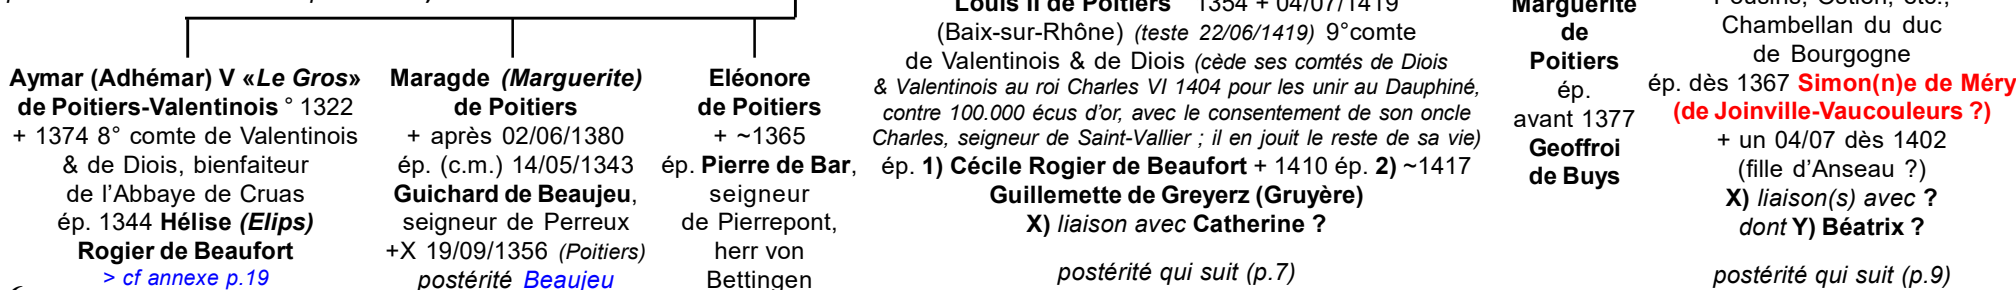 Aymar (Adhémar) V «Le Gros»
de Poitiers-Valentinois ° 1322
+ 1374 8° comte de Valentinois
& de Diois, bienfaiteur
de l’Abbaye de Cruas
ép. 1344 Hélise (Elips)
Rogier de Beaufort
> cf annexe p.19
Maragde (Marguerite)
de Poitiers
+ après 02/06/1380
ép. (c.m.) 14/05/1343
Guichard de Beaujeu,
seigneur de Perreux
+X 19/09/1356 (Poitiers)
postérité Beaujeu
Eléonore
de Poitiers
+ ~1365
ép. Pierre de Bar,
seigneur
de Pierrepont,
herr von
Bettingen
Louis II de Poitiers ° 1354 + 04/07/1419
(Baix-sur-Rhône) (teste 22/06/1419) 9°comte
de Valentinois & de Diois (cède ses comtés de Diois
& Valentinois au roi Charles VI 1404 pour les unir au Dauphiné,
contre 100.000 écus d’or, avec le consentement de son oncle
Charles, seigneur de Saint-Vallier ; il en jouit le reste de sa vie)
ép. 1) Cécile Rogier de Beaufort + 1410 ép. 2) ~1417
Guillemette de Greyerz (Gruyère)
X) liaison avec Catherine ?
postérité qui suit (p.7)
Marguerite
de
Poitiers
ép.
avant 1377
Geoffroi
de Buys
Chambellan du duc
de Bourgogne
ép. dès 1367 Simon(n)e de Méry
(de Joinville-Vaucouleurs ?)
+ un 04/07 dès 1402
(fille d’Anseau ?)
X) liaison(s) avec ?
dont Y) Béatrix ?
postérité qui suit (p.9)